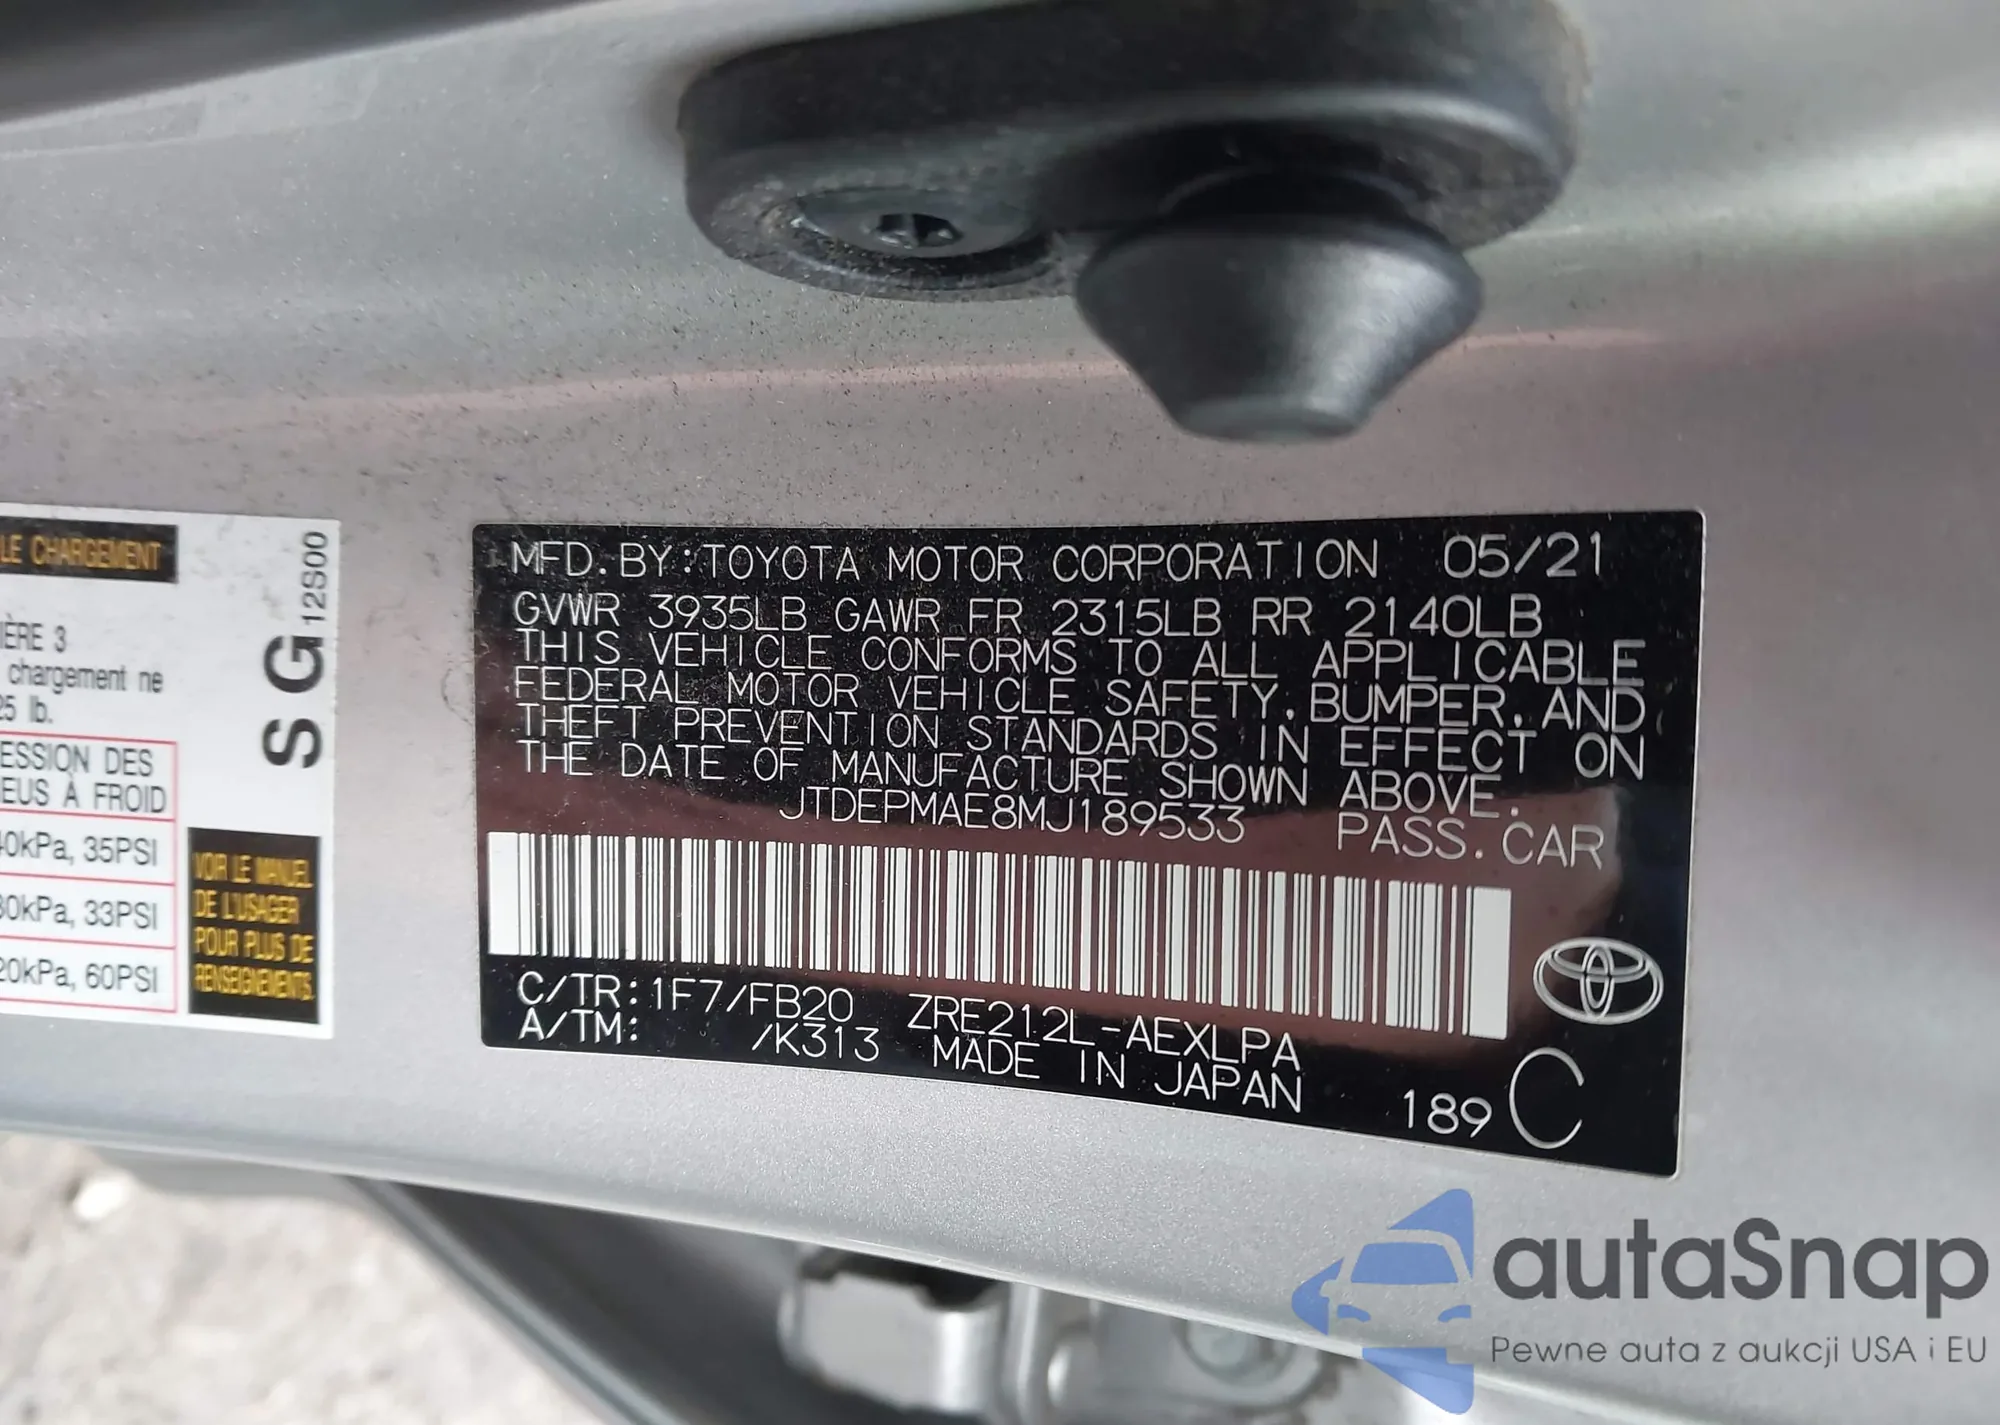 LE CHARGEMENT
IÈRE 3
chargement ne
25 lb.
ESSION DES
EUS À FROID
40kPa, 35PSI
30kPa, 33PSI
20kPa, 60PSI
S G 12S00
VOIR LE MANUEL
DE L'USAGER
POUR PLUS DE
RENSEIGNEMENTS.
MFD. BY:TOYOTA MOTOR CORPORATION 05/21
GVWR 3935LB GAWR FR 2315LB RR 2140LB
THIS VEHICLE CONFORMS TO ALL APPLICABLE
FEDERAL MOTOR VEHICLE SAFETY, BUMPER, AND
THEFT PREVENTION STANDARDS IN EFFECT ON
THE DATE OF MANUFACTURE SHOWN ABOVE.
JTDEPMAE8MJ189533 PASS. CAR
C/TR:1F7/FB20 ZRE212L-AEXLPA
A/TM: /K313 MADE IN JAPAN
189 C
autaSnap
Pewne auta z aukcji USA i EU